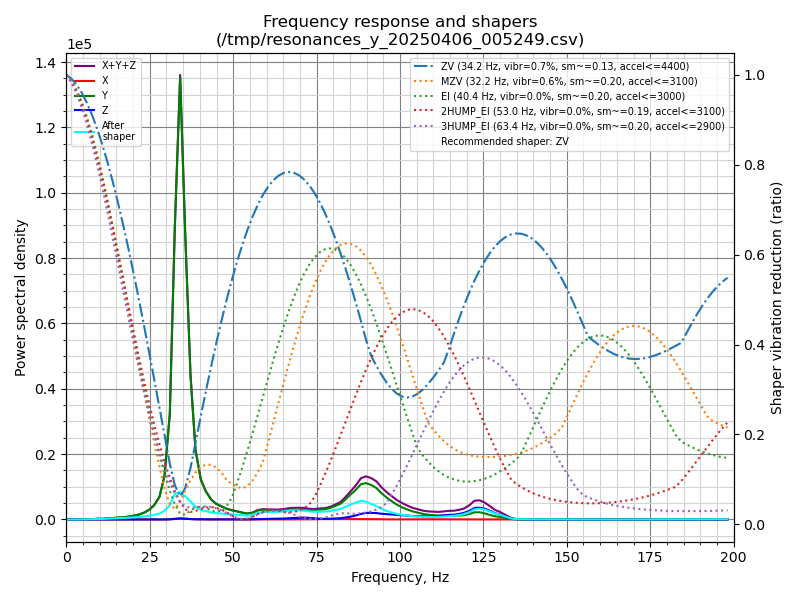 Frequency response and shapers
(/tmp/resonances_y_20250406_005249.csv)
1e5
X+Y+Z
X
Y
Z
After
shaper
ZV (34.2 Hz, vibr=0.7%, sm~=0.13, accel<=4400)
MZV (32.2 Hz, vibr=0.6%, sm~=0.20, accel<=3100)
EI (40.4 Hz, vibr=0.0%, sm~=0.20, accel<=3000)
2HUMP_EI (53.0 Hz, vibr=0.0%, sm~=0.19, accel<=3100)
3HUMP_EI (63.4 Hz, vibr=0.0%, sm~=0.20, accel<=2900)
Recommended shaper: ZV
Power spectral density
1.4
1.2
1.0
0.8
0.6
0.4
0.2
0.0
Shaper vibration reduction (ratio)
1.0
0.8
0.6
0.4
0.2
0.0
0 25 50 75 100 125 150 175 200
Frequency, Hz